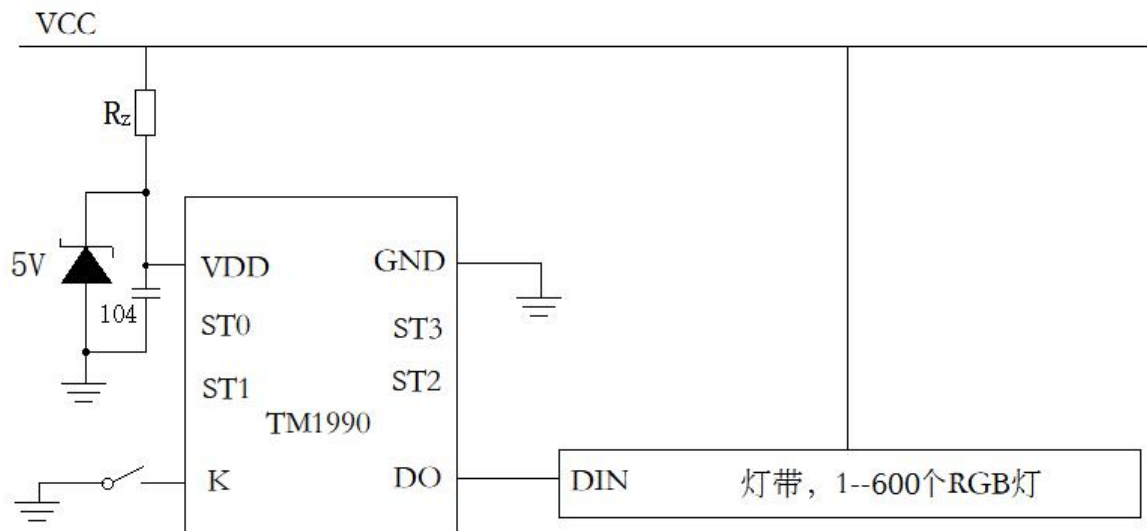 VCC
Rz
5V
104
VDD
GND
ST0
ST3
ST1
ST2
TM1990
K
DO
DIN
灯带，1--600个RGB灯